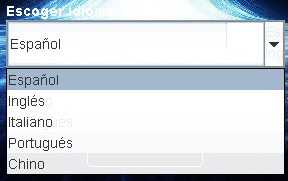 Escoger idioma
Español
Español
Inglés
Italiano
Portugués
Chino